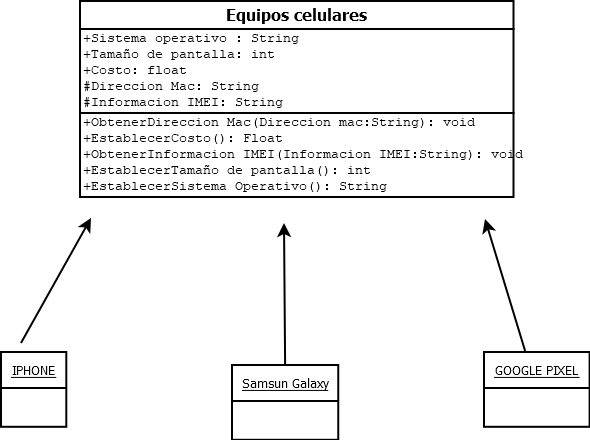 Equipos celulares
+Sistema operativo : String
+Tamaño de pantalla: int
+Costo: float
#Direccion Mac: String
#Informacion IMEI: String
+ObtenerDireccion Mac(Direccion mac:String): void
+EstablecerCosto(): Float
+ObtenerInformacion IMEI(Informacion IMEI:String): void
+EstablecerTamaño de pantalla(): int
+EstablecerSistema Operativo(): String
IPHONE
Samsun Galaxy
GOOGLE PIXEL